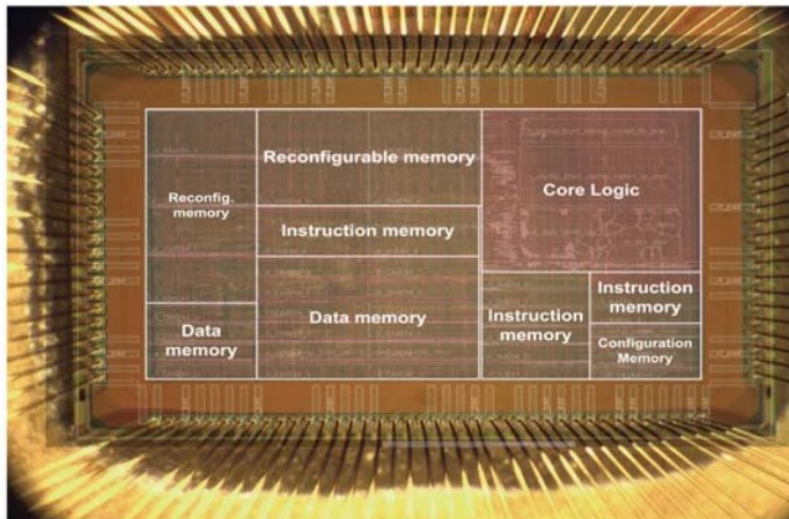 Reconfigurable memory
Reconfig.
memory
Core Logic
Instruction memory
Data memory
Data
memory
Instruction
memory
Instruction
memory
Configuration
Memory